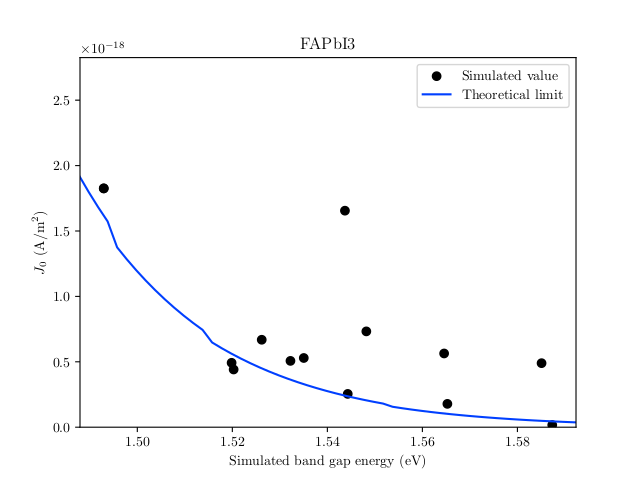 FAPbI3
×10⁻¹⁸
Simulated value
Theoretical limit
2.5
2.0
1.5
1.0
0.5
0.0
J₀ (A/m²)
1.50 1.52 1.54 1.56 1.58
Simulated band gap energy (eV)